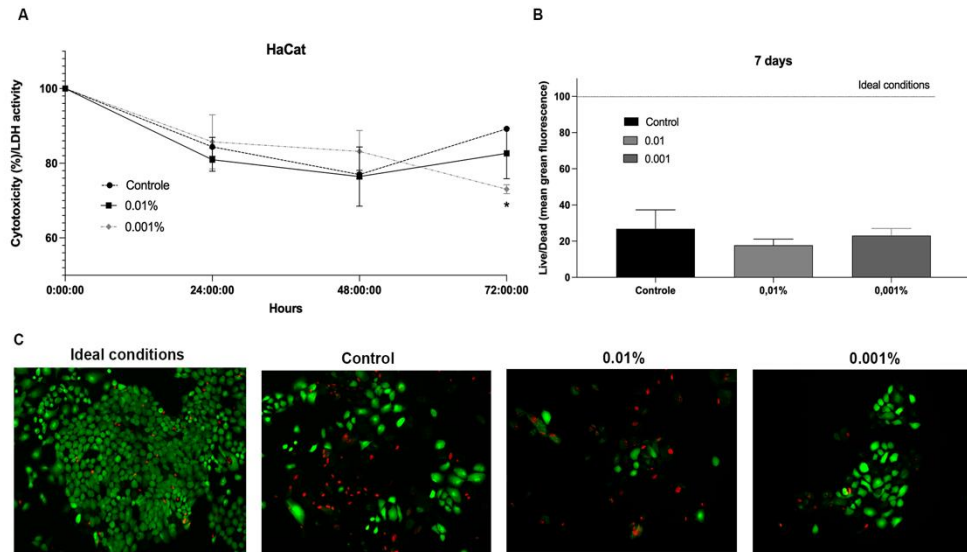 A
HaCat
Cytotoxicity (%)/LDH activity
100
80
60
Controle
0.01%
0.001%
*
0:00:00 24:00:00 48:00:00 72:00:00
Hours
B
7 days
Ideal conditions
Live/Dead (mean grean fluorescence)
100
80
60
40
20
0
Control
0.01
0.001
Controle 0,01% 0,001%
C
Ideal conditions Control 0.01% 0.001%